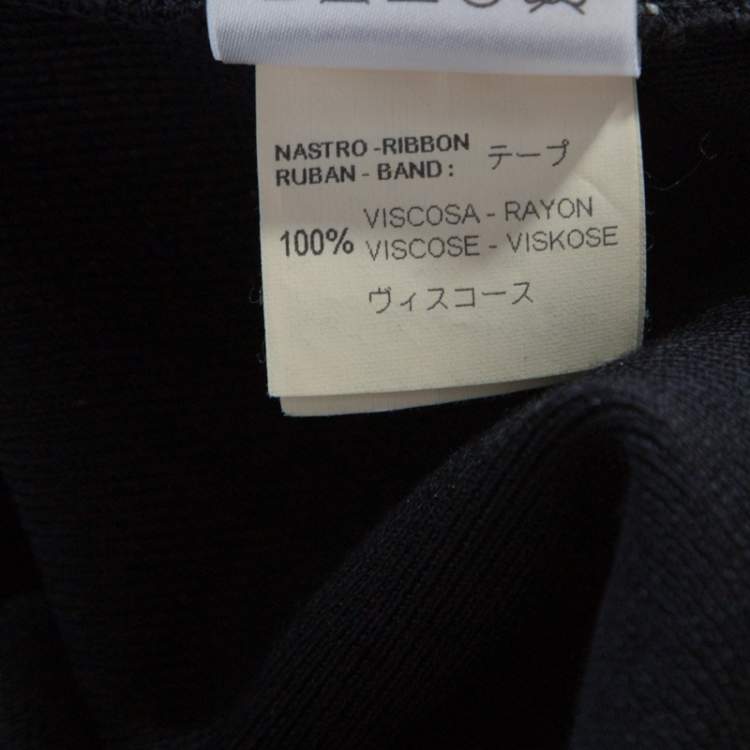 NASTRO -RIBBON
RUBAN - BAND : テープ
100% VISCOSA - RAYON
VISCOSE - VISKOSE
ヴィスコース